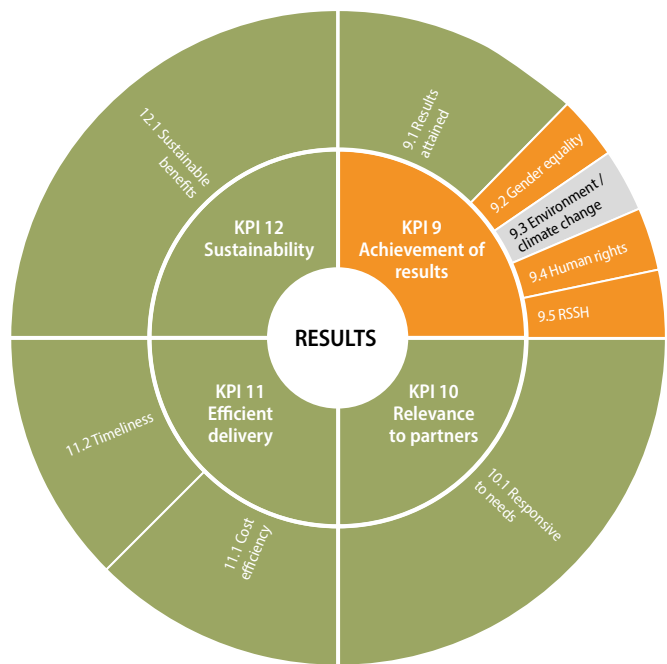 RESULTS
KPI 9
Achievement of
results
9.1 Results
attained
9.2 Gender equality
9.3 Environment /
climate change
9.4 Human rights
9.5 RSSH
KPI 10
Relevance
to partners
10.1 Responsive
to needs
KPI 11
Efficient
delivery
11.1 Cost
efficiency
11.2 Timeliness
KPI 12
Sustainability
12.1 Sustainable
benefits